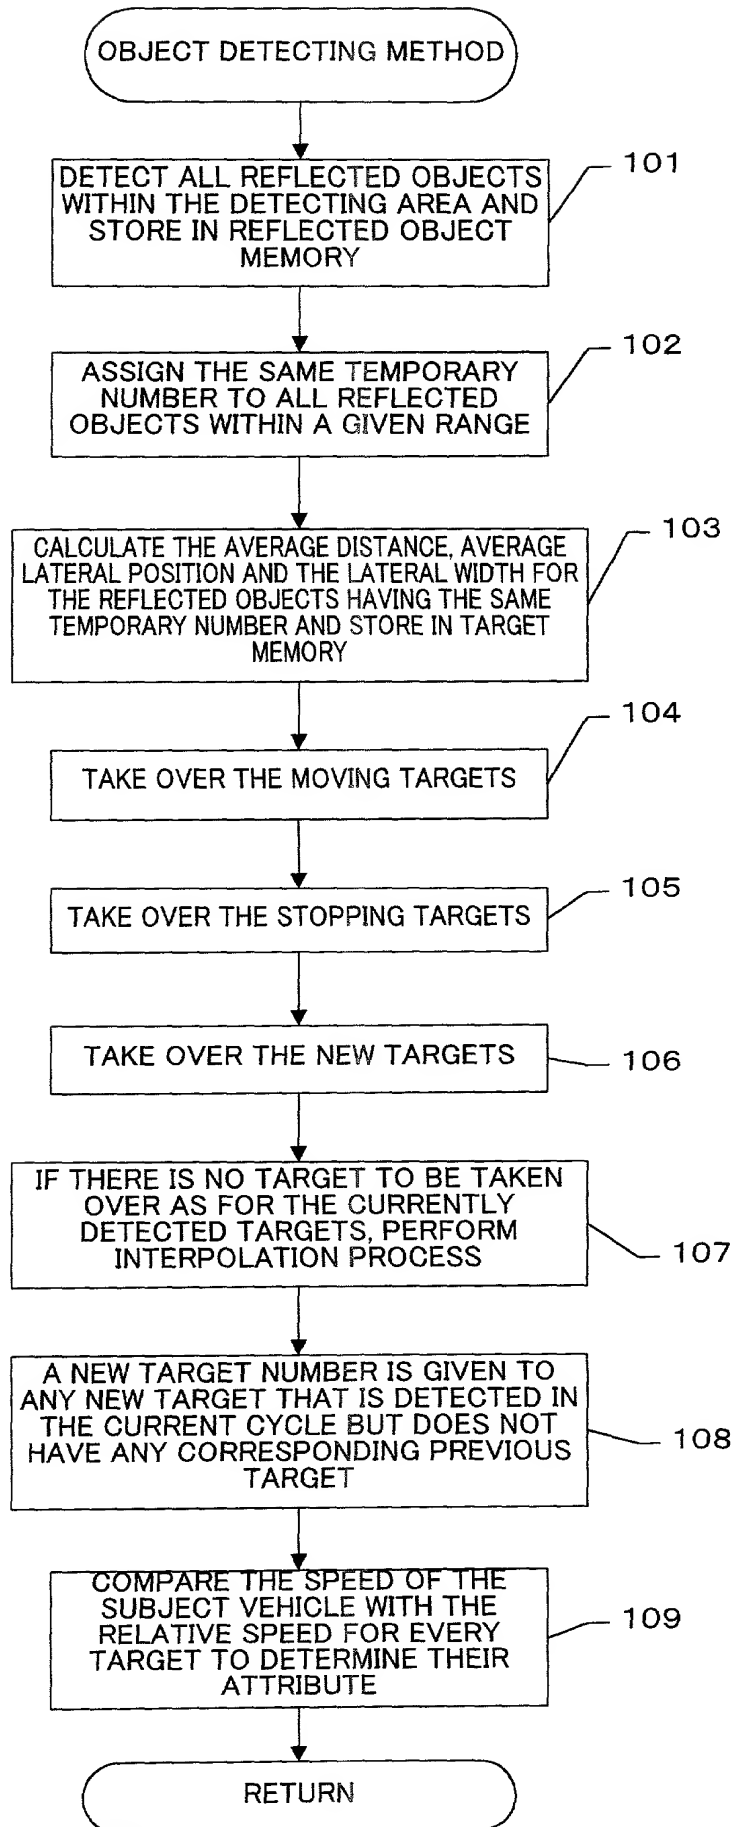 OBJECT DETECTING METHOD
101
DETECT ALL REFLECTED OBJECTS
WITHIN THE DETECTING AREA AND
STORE IN REFLECTED OBJECT
MEMORY
102
ASSIGN THE SAME TEMPORARY
NUMBER TO ALL REFLECTED
OBJECTS WITHIN A GIVEN RANGE
103
CALCULATE THE AVERAGE DISTANCE, AVERAGE
LATERAL POSITION AND THE LATERAL WIDTH FOR
THE REFLECTED OBJECTS HAVING THE SAME
TEMPORARY NUMBER AND STORE IN TARGET
MEMORY
104
TAKE OVER THE MOVING TARGETS
105
TAKE OVER THE STOPPING TARGETS
TAKE OVER THE NEW TARGETS
106
IF THERE IS NO TARGET TO BE TAKEN
OVER AS FOR THE CURRENTLY
DETECTED TARGETS, PERFORM
INTERPOLATION PROCESS
107
A NEW TARGET NUMBER IS GIVEN TO
ANY NEW TARGET THAT IS DETECTED IN
THE CURRENT CYCLE BUT DOES NOT
HAVE ANY CORRESPONDING PREVIOUS
TARGET
108
COMPARE THE SPEED OF THE
SUBJECT VEHICLE WITH THE
RELATIVE SPEED FOR EVERY
TARGET TO DETERMINE THEIR
ATTRIBUTE
109
RETURN